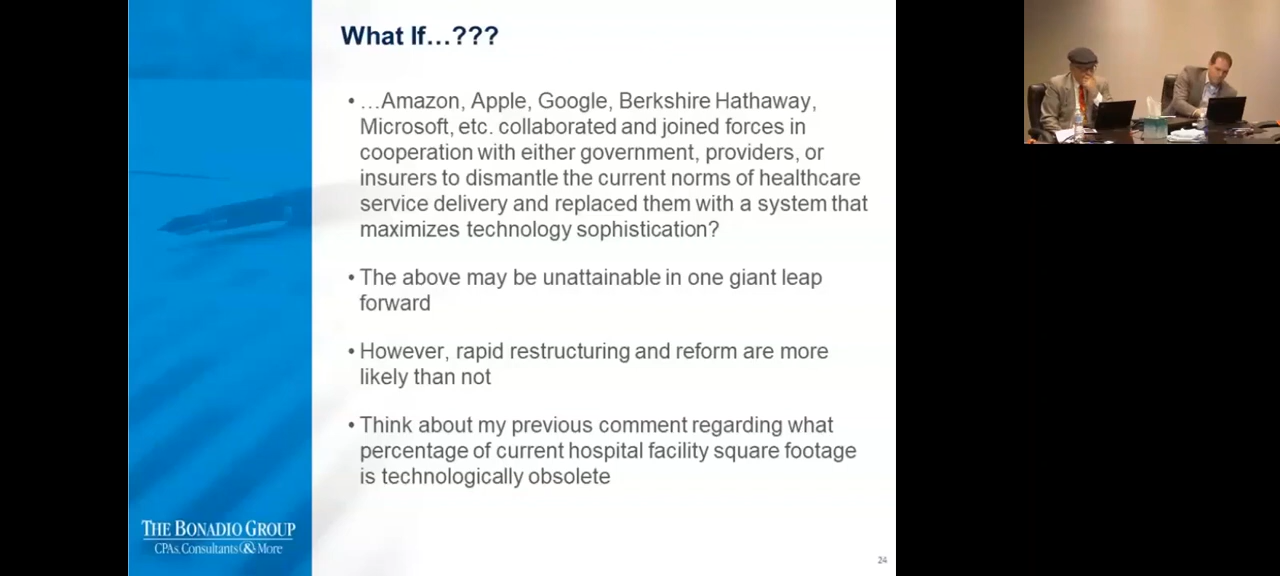 What If…???
• …Amazon, Apple, Google, Berkshire Hathaway,
Microsoft, etc. collaborated and joined forces in
cooperation with either government, providers, or
insurers to dismantle the current norms of healthcare
service delivery and replaced them with a system that
maximizes technology sophistication?
• The above may be unattainable in one giant leap
forward
• However, rapid restructuring and reform are more
likely than not
• Think about my previous comment regarding what
percentage of current hospital facility square footage
is technologically obsolete
THE BONADIO GROUP
CPAs, Consultants & More
24